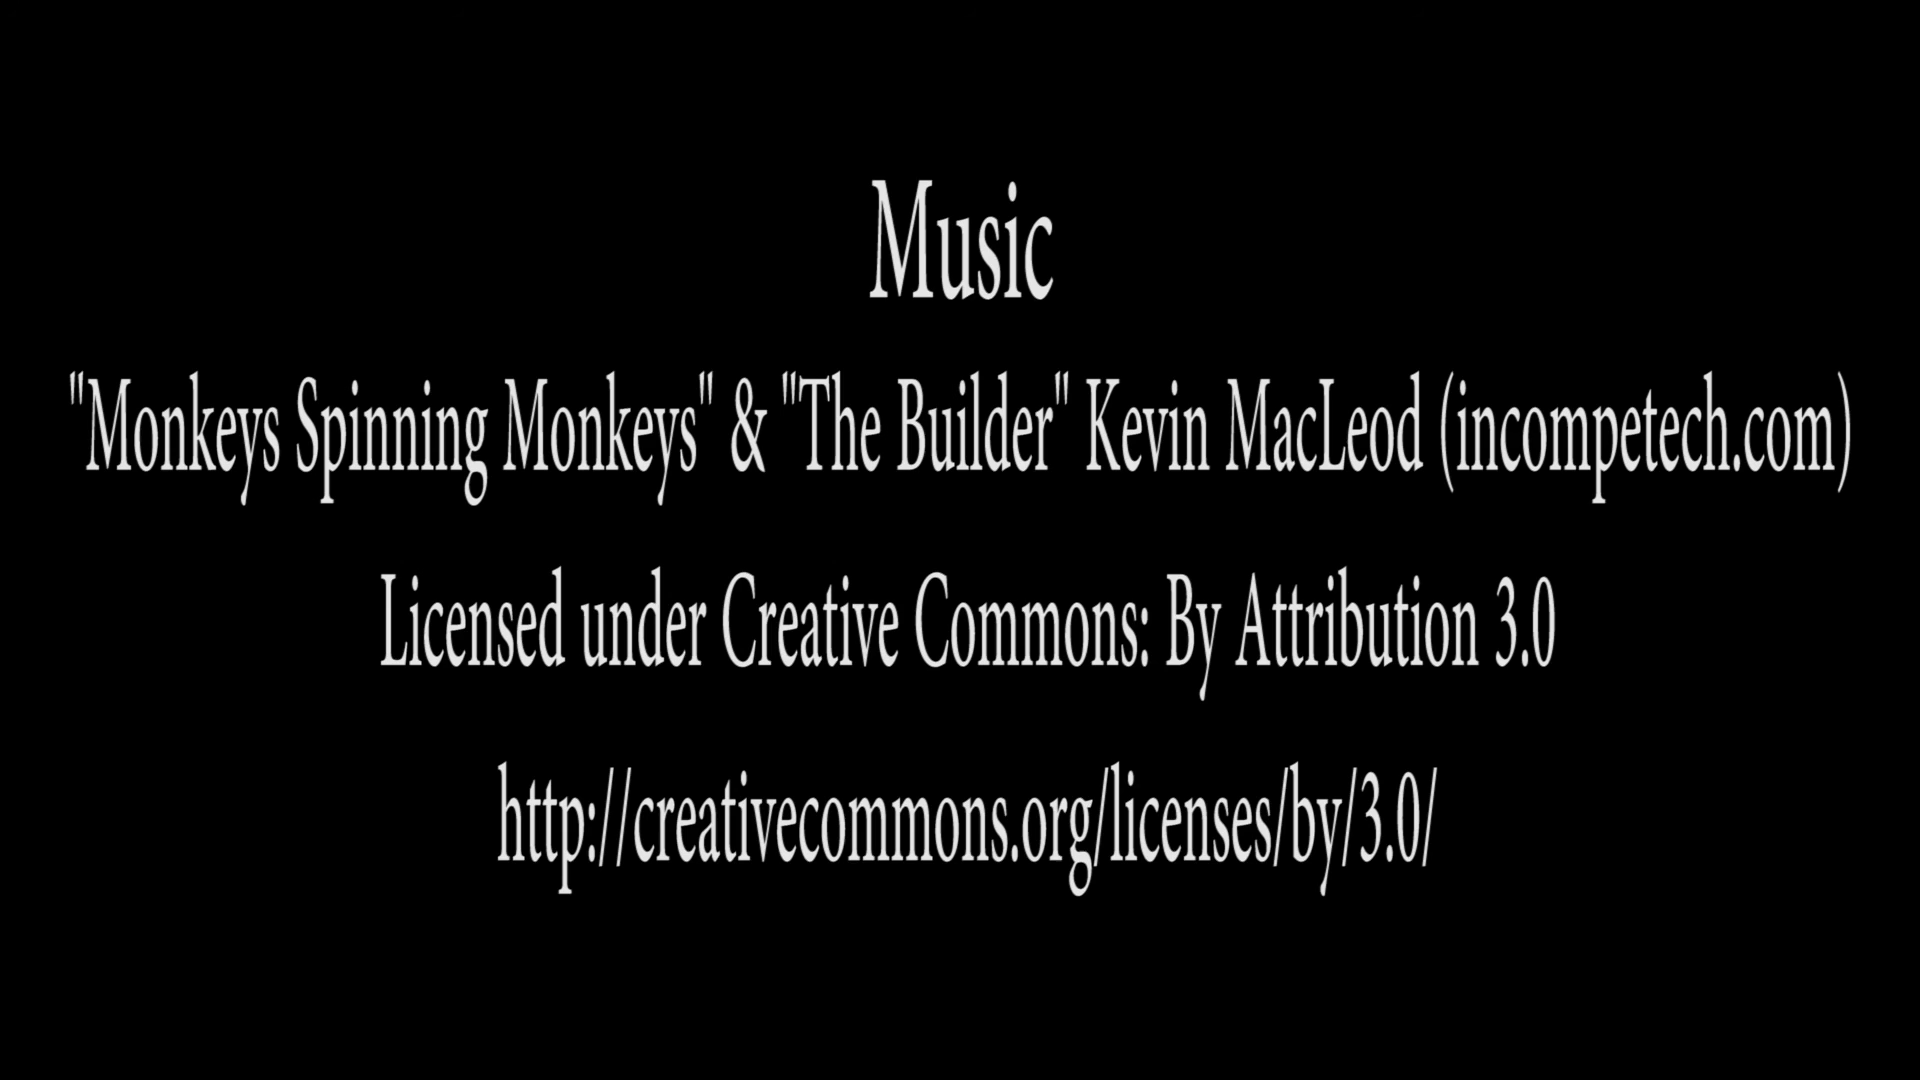 Music
"Monkeys Spinning Monkeys" & "The Builder" Kevin MacLeod (incompetech.com)
Licensed under Creative Commons: By Attribution 3.0
http://creativecommons.org/licenses/by/3.0/